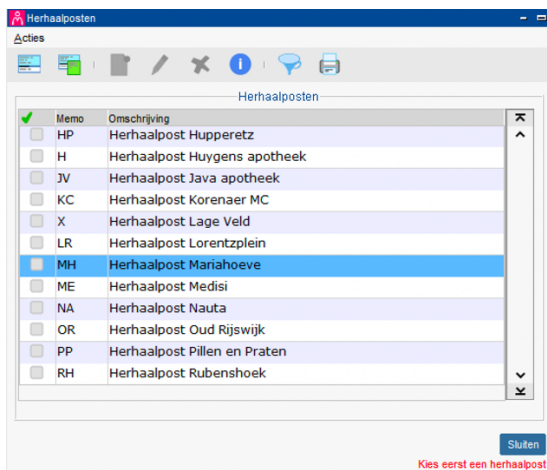 Herhaalposten
Acties
Herhaalposten
Memo Omschrijving
HP Herhaalpost Hupperetz
H Herhaalpost Huygens apotheek
JV Herhaalpost Java apotheek
KC Herhaalpost Korenaer MC
X Herhaalpost Lage Veld
LR Herhaalpost Lorentzplein
MH Herhaalpost Mariahoeve
ME Herhaalpost Medisi
NA Herhaalpost Nauta
OR Herhaalpost Oud Rijswijk
PP Herhaalpost Pillen en Praten
RH Herhaalpost Rubenshoek
Sluiten
Kies eerst een herhaalpost